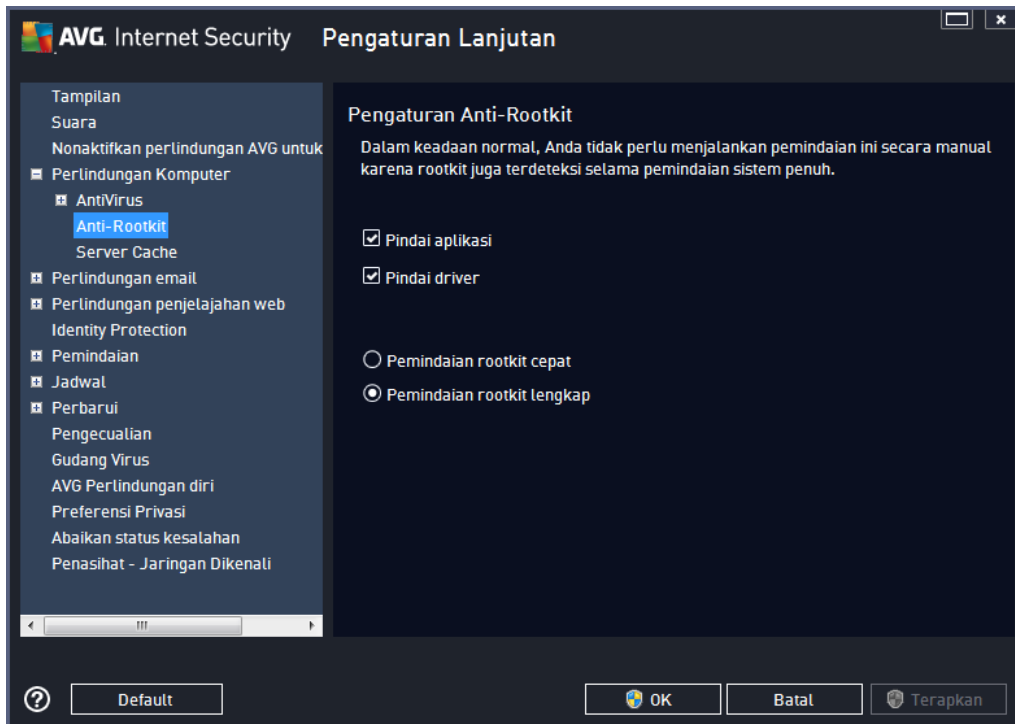 AVG. Internet Security Pengaturan Lanjutan
Tampilan
Suara
Nonaktifkan perlindungan AVG untuk
Perlindungan Komputer
AntiVirus
Anti-Rootkit
Server Cache
Perlindungan email
Perlindungan penjelajahan web
Identity Protection
Pemindaian
Jadwal
Perbarui
Pengecualian
Gudang Virus
AVG Perlindungan diri
Preferensi Privasi
Abaikan status kesalahan
Penasihat - Jaringan Dikenali
Pengaturan Anti-Rootkit
Dalam keadaan normal, Anda tidak perlu menjalankan pemindaian ini secara manual
karena rootkit juga terdeteksi selama pemindaian sistem penuh.
Pindai aplikasi
Pindai driver
Pemindaian rootkit cepat
Pemindaian rootkit lengkap
? Default OK Batal Terapkan